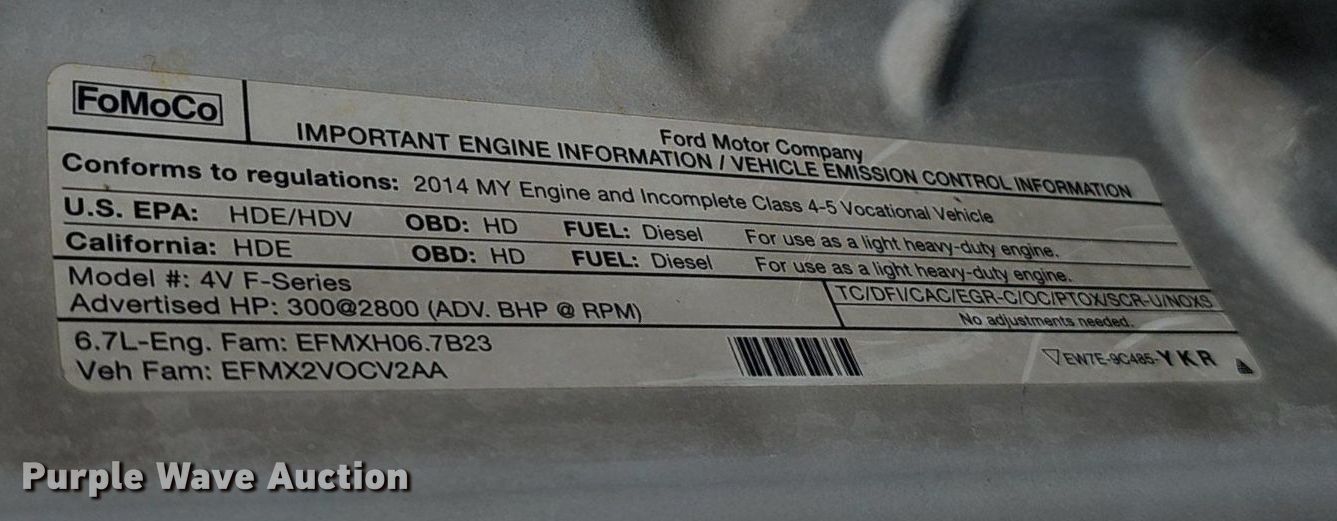 FoMoCo
Ford Motor Company
IMPORTANT ENGINE INFORMATION / VEHICLE EMISSION CONTROL INFORMATION
Conforms to regulations: 2014 MY Engine and Incomplete Class 4-5 Vocational Vehicle
U.S. EPA: HDE/HDV OBD: HD FUEL: Diesel For use as a light heavy-duty engine.
California: HDE OBD: HD FUEL: Diesel For use as a light heavy-duty engine.
Model #: 4V F-Series
Advertised HP: 300@2800 (ADV. BHP @ RPM)
TC/DFI/CAC/EGR-C/OC/PTOX/SCR-U/NOXS
No adjustments needed.
6.7L-Eng. Fam: EFMXH06.7B23
Veh Fam: EFMX2VOCV2AA
EW7E-9C485-YKR
Purple Wave Auction